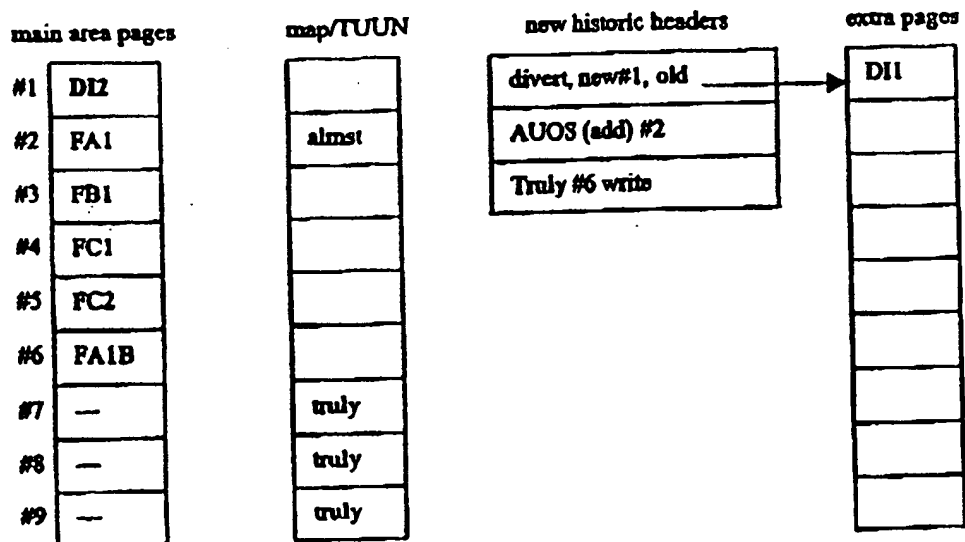 main area pages map/TUUN new historic headers extra pages
#1 DI2 divert, new#1, old DI1
#2 FA1 almst AUOS (add) #2
#3 FB1 Truly #6 write
#4 FC1
#5 FC2
#6 FA1B
#7 — truly
#8 — truly
#9 — truly